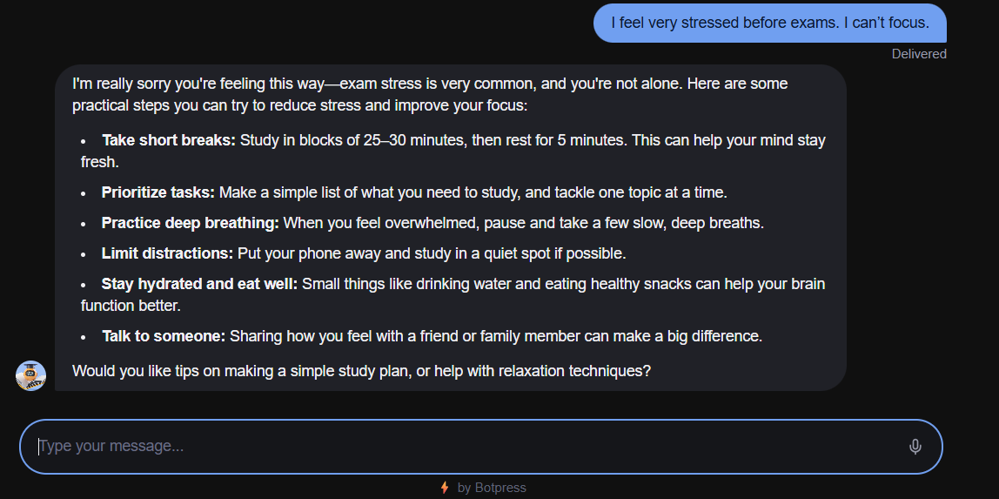 I feel very stressed before exams. I can’t focus.
Delivered
I'm really sorry you're feeling this way—exam stress is very common, and you're not alone. Here are some
practical steps you can try to reduce stress and improve your focus:
• Take short breaks: Study in blocks of 25–30 minutes, then rest for 5 minutes. This can help your mind stay
fresh.
• Prioritize tasks: Make a simple list of what you need to study, and tackle one topic at a time.
• Practice deep breathing: When you feel overwhelmed, pause and take a few slow, deep breaths.
• Limit distractions: Put your phone away and study in a quiet spot if possible.
• Stay hydrated and eat well: Small things like drinking water and eating healthy snacks can help your brain
function better.
• Talk to someone: Sharing how you feel with a friend or family member can make a big difference.
Would you like tips on making a simple study plan, or help with relaxation techniques?
Type your message...
by Botpress